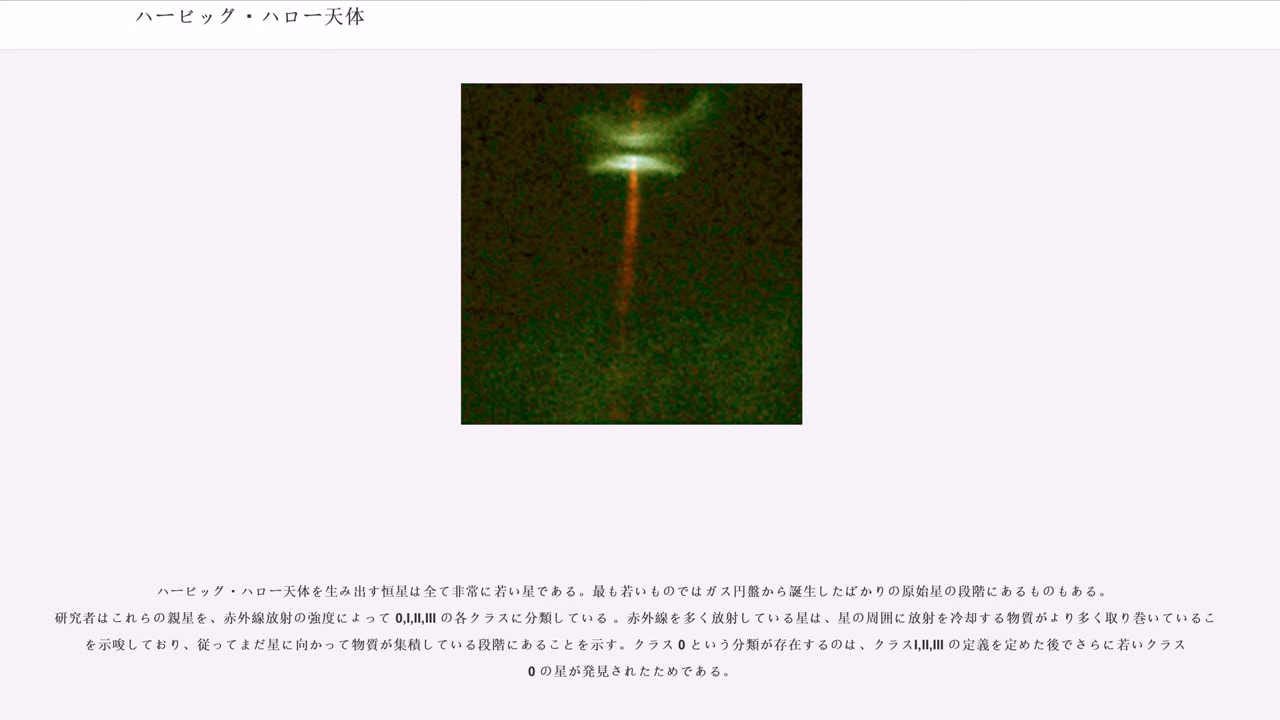 ハービッグ・ハロー天体
ハービッグ・ハロー天体を生み出す恒星は全て非常に若い星である。最も若いものではガス円盤から誕生したばかりの原始星の段階にあるものもある。
研究者はこれらの親星を、赤外線放射の強度によって 0,I,II,III の各クラスに分類している 。赤外線を多く放射している星は、星の周囲に放射を冷却する物質がより多く取り巻いているこ
を示唆しており、従ってまだ星に向かって物質が集積している段階にあることを示す。クラス 0 という分類が存在するのは、クラスI,II,III の定義を定めた後でさらに若いクラス
0 の星が発見されたためである。